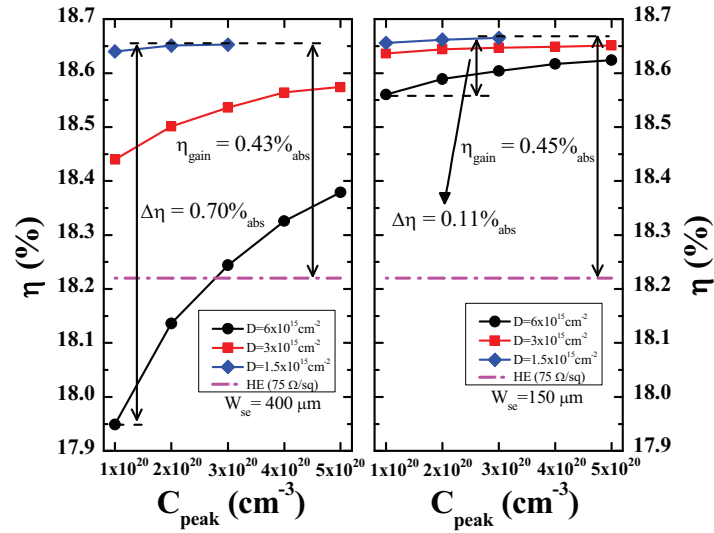 18.7
18.6
18.5
18.4
18.3
18.2
18.1
18.0
17.9
η (%)
η_gain = 0.43%_abs
Δη = 0.70%_abs
D=6x10^15cm^-2
D=3x10^15cm^-2
D=1.5x10^15cm^-2
HE (75 Ω/sq)
W_se = 400 μm
1x10^20 2x10^20 3x10^20 4x10^20 5x10^20
C_peak (cm^-3)
η_gain = 0.45%_abs
Δη = 0.11%_abs
D=6x10^15cm^-2
D=3x10^15cm^-2
D=1.5x10^15cm^-2
HE (75 Ω/sq)
W_se =150 μm
1x10^20 2x10^20 3x10^20 4x10^20 5x10^20
C_peak (cm^-3)
18.7
18.6
18.5
18.4
18.3
18.2
18.1
18.0
17.9
η (%)